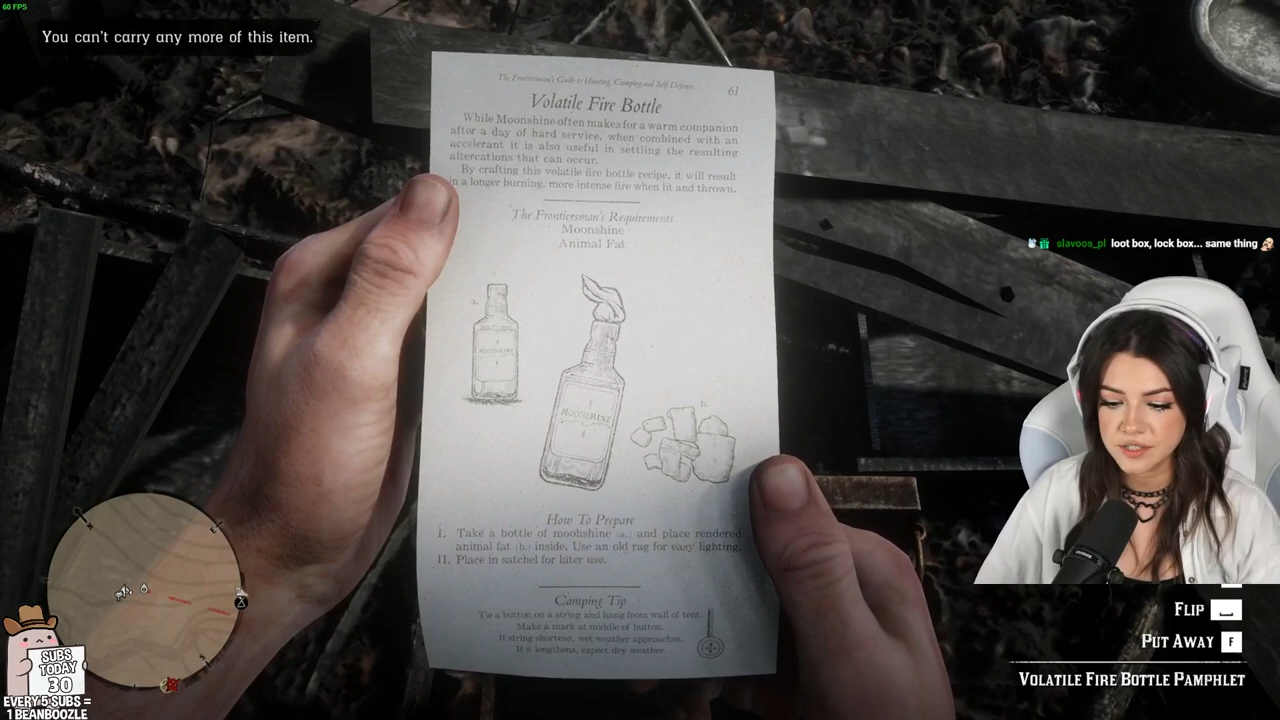 60 FPS
You can't carry any more of this item.
The Frontiersman's Guide to Hunting, Camping and Self Defense
61
Volatile Fire Bottle
While Moonshine often makes for a warm companion
after a day of hard service, when combined with an
accelerant it is also useful in settling the resulting
altercations that can occur.
By crafting this volatile fire bottle recipe, it will result
in a longer burning, more intense fire when lit and thrown.
The Frontiersman's Requirements
Moonshine
Animal Fat
a.
MOONSHINE
MOONSHINE
b.
How To Prepare
I. Take a bottle of moonshine (a.) and place rendered
animal fat (b.) inside. Use an old rag for easy lighting.
II. Place in satchel for later use.
Camping Tip
Tie a button on a string and hang from wall of tent.
Make a mark at middle of button.
If string shortens, wet weather approaches.
If it lengthens, expect dry weather.
slavoos_pl loot box, lock box... same thing
FLIP
PUT AWAY F
VOLATILE FIRE BOTTLE PAMPHLET
SUBS
TODAY
30
EVERY 5 SUBS =
1 BEANBOOZLE